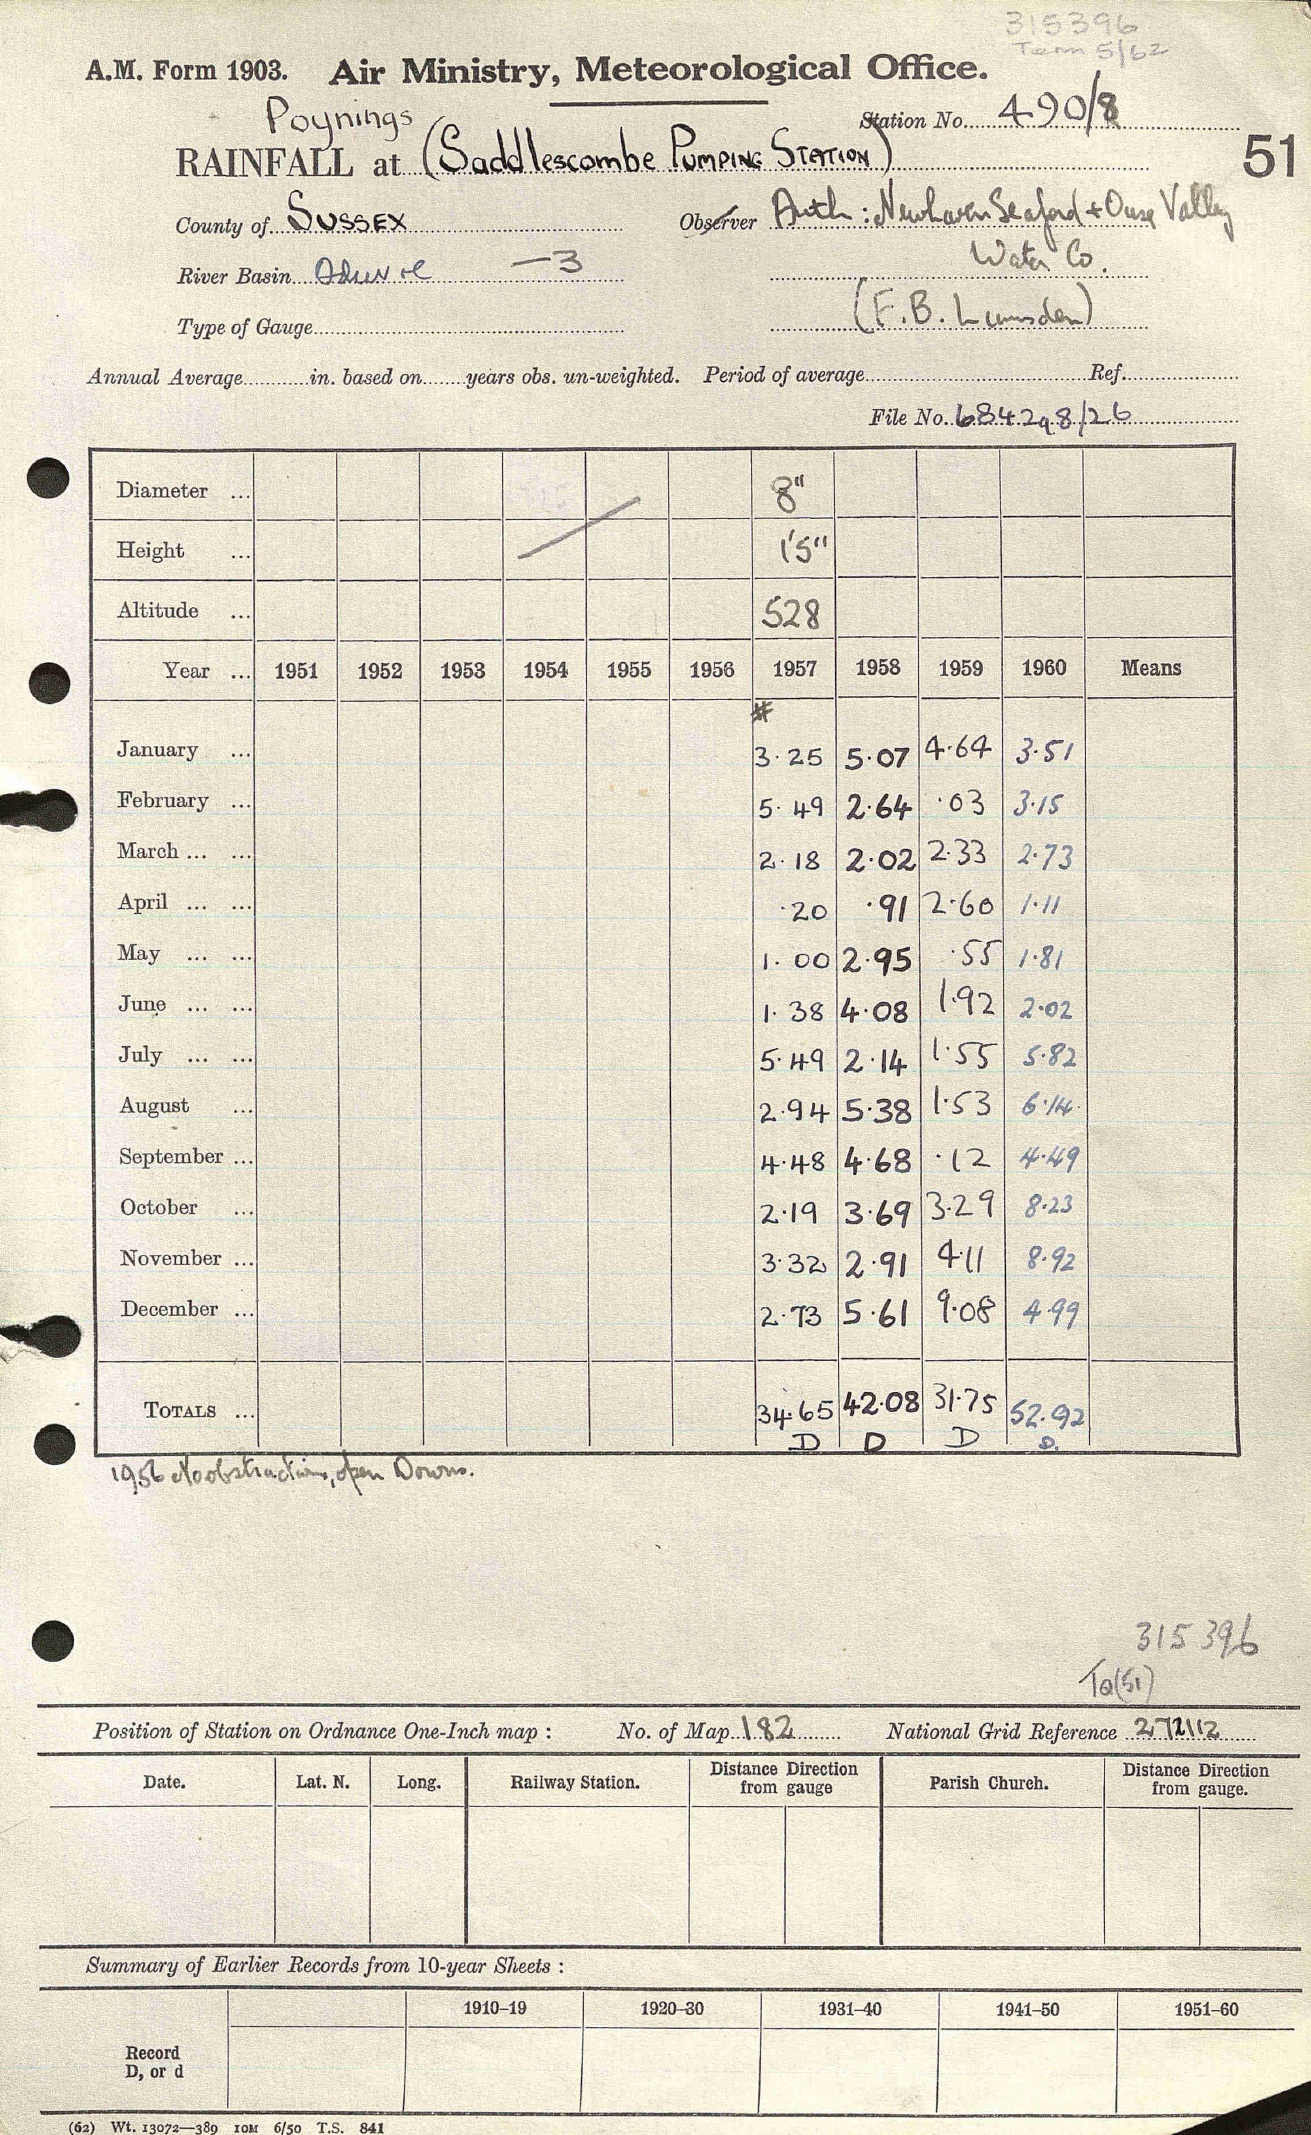 315396
Term 5/62
A.M. Form 1903. Air Ministry, Meteorological Office.
Poynings
Station No. 490/8
RAINFALL at (Saddlescombe Pumping Station)
51
County of Sussex
Observer Auth: Newhaven Seaford + Ouse Valley
Water Co.
River Basin —3
(F.B. Lumsden)
Type of Gauge
Annual Average in. based on years obs. un-weighted. Period of average Ref.
File No. 684298/26
Diameter ... 8"
Height ... 1'5"
Altitude ... 528
Year ... 1951 1952 1953 1954 1955 1956 1957 1958 1959 1960 Means
#
January ... 3.25 5.07 4.64 3.51
February ... 5.49 2.64 .03 3.15
March ... ... 2.18 2.02 2.33 2.73
April ... ... .20 .91 2.60 1.11
May ... ... 1.00 2.95 .55 1.81
June ... ... 1.38 4.08 1.92 2.02
July ... ... 5.49 2.14 1.55 5.82
August ... 2.94 5.38 1.53 6.14
September ... 4.48 4.68 .12 4.49
October ... 2.19 3.69 3.29 8.23
November ... 3.32 2.91 4.11 8.92
December ... 2.73 5.61 9.08 4.99
Totals ... 34.65 42.08 31.75 52.92
D D D D.
1956 No obstructions, open Downs.
315396
TQ(51)
Position of Station on Ordnance One-Inch map : No. of Map 182 National Grid Reference 272112
Date. Lat. N. Long. Railway Station. Distance Direction from gauge Parish Church. Distance Direction from gauge.
Summary of Earlier Records from 10-year Sheets :
1910–19 1920–30 1931–40 1941–50 1951–60
Record
D, or d
(62) Wt. 13072—389 10M 6/50 T.S. 841